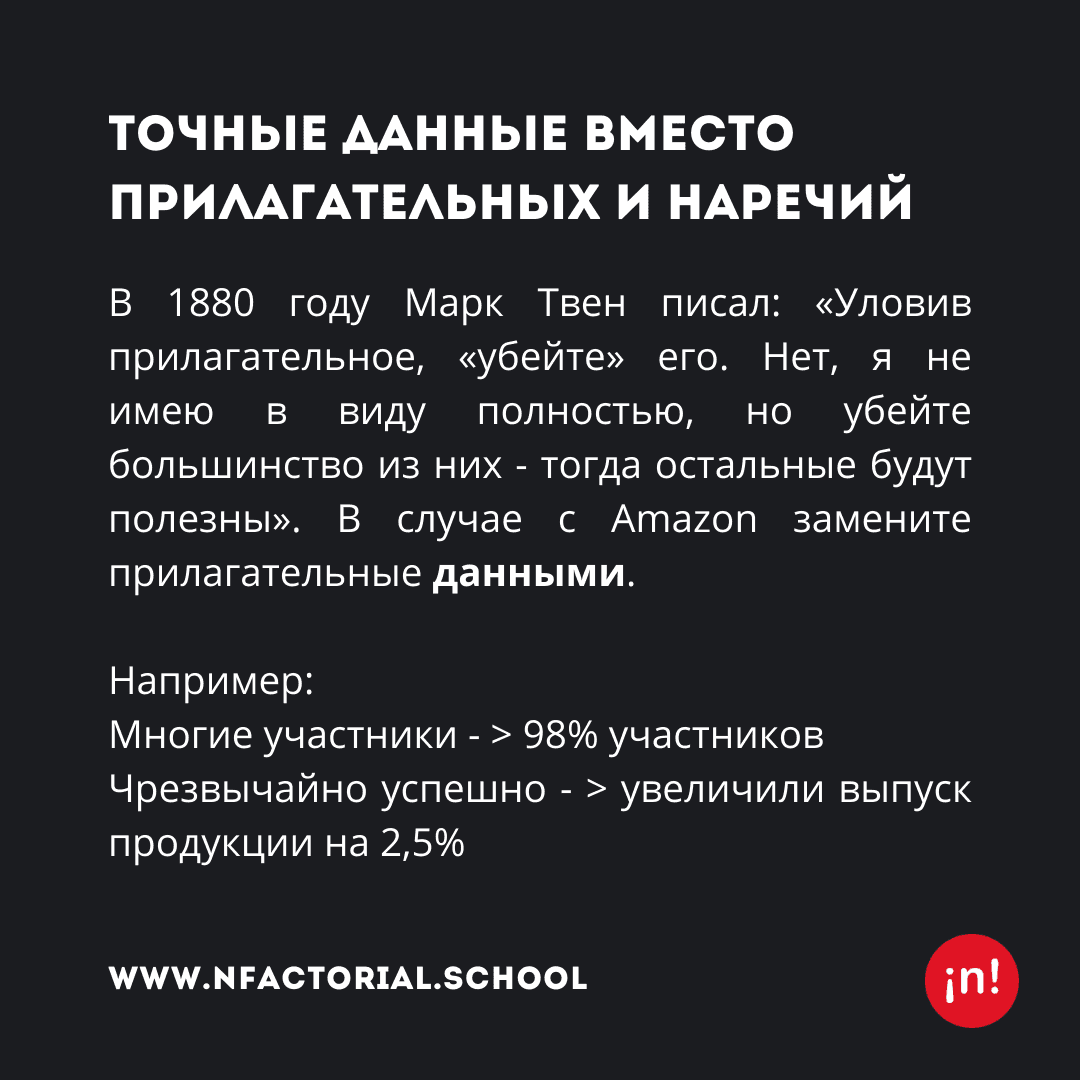 ТОЧНЫЕ ДАННЫЕ ВМЕСТО
ПРИЛАГАТЕЛЬНЫХ И НАРЕЧИЙ
В 1880 году Марк Твен писал: «Уловив
прилагательное, «убейте» его. Нет, я не
имею в виду полностью, но убейте
большинство из них - тогда остальные будут
полезны». В случае с Amazon замените
прилагательные данными.
Например:
Многие участники - > 98% участников
Чрезвычайно успешно - > увеличили выпуск
продукции на 2,5%
WWW.NFACTORIAL.SCHOOL
¡n!